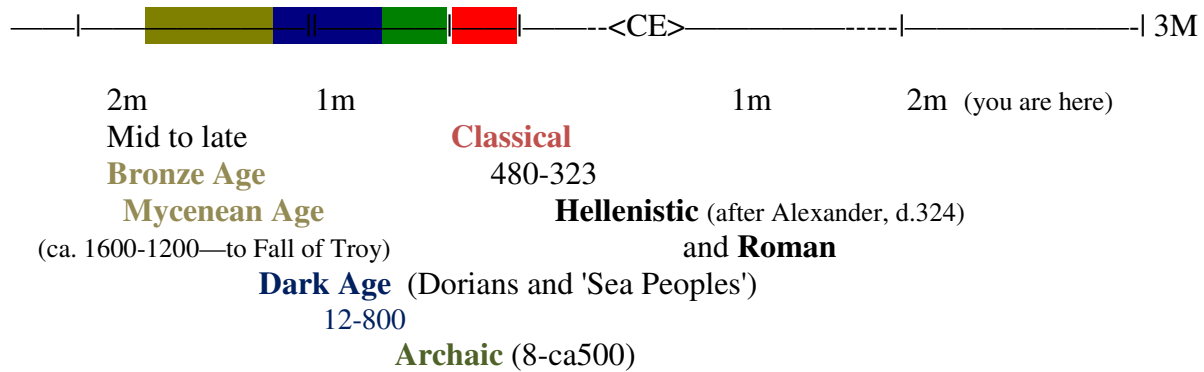 ——|———————||————|——|———--<CE>————————-----|———————-| 3M
2m 1m 1m 2m (you are here)
Mid to late Classical
Bronze Age 480-323
Mycenean Age Hellenistic (after Alexander, d.324)
(ca. 1600-1200—to Fall of Troy) and Roman
Dark Age (Dorians and 'Sea Peoples')
12-800
Archaic (8-ca500)